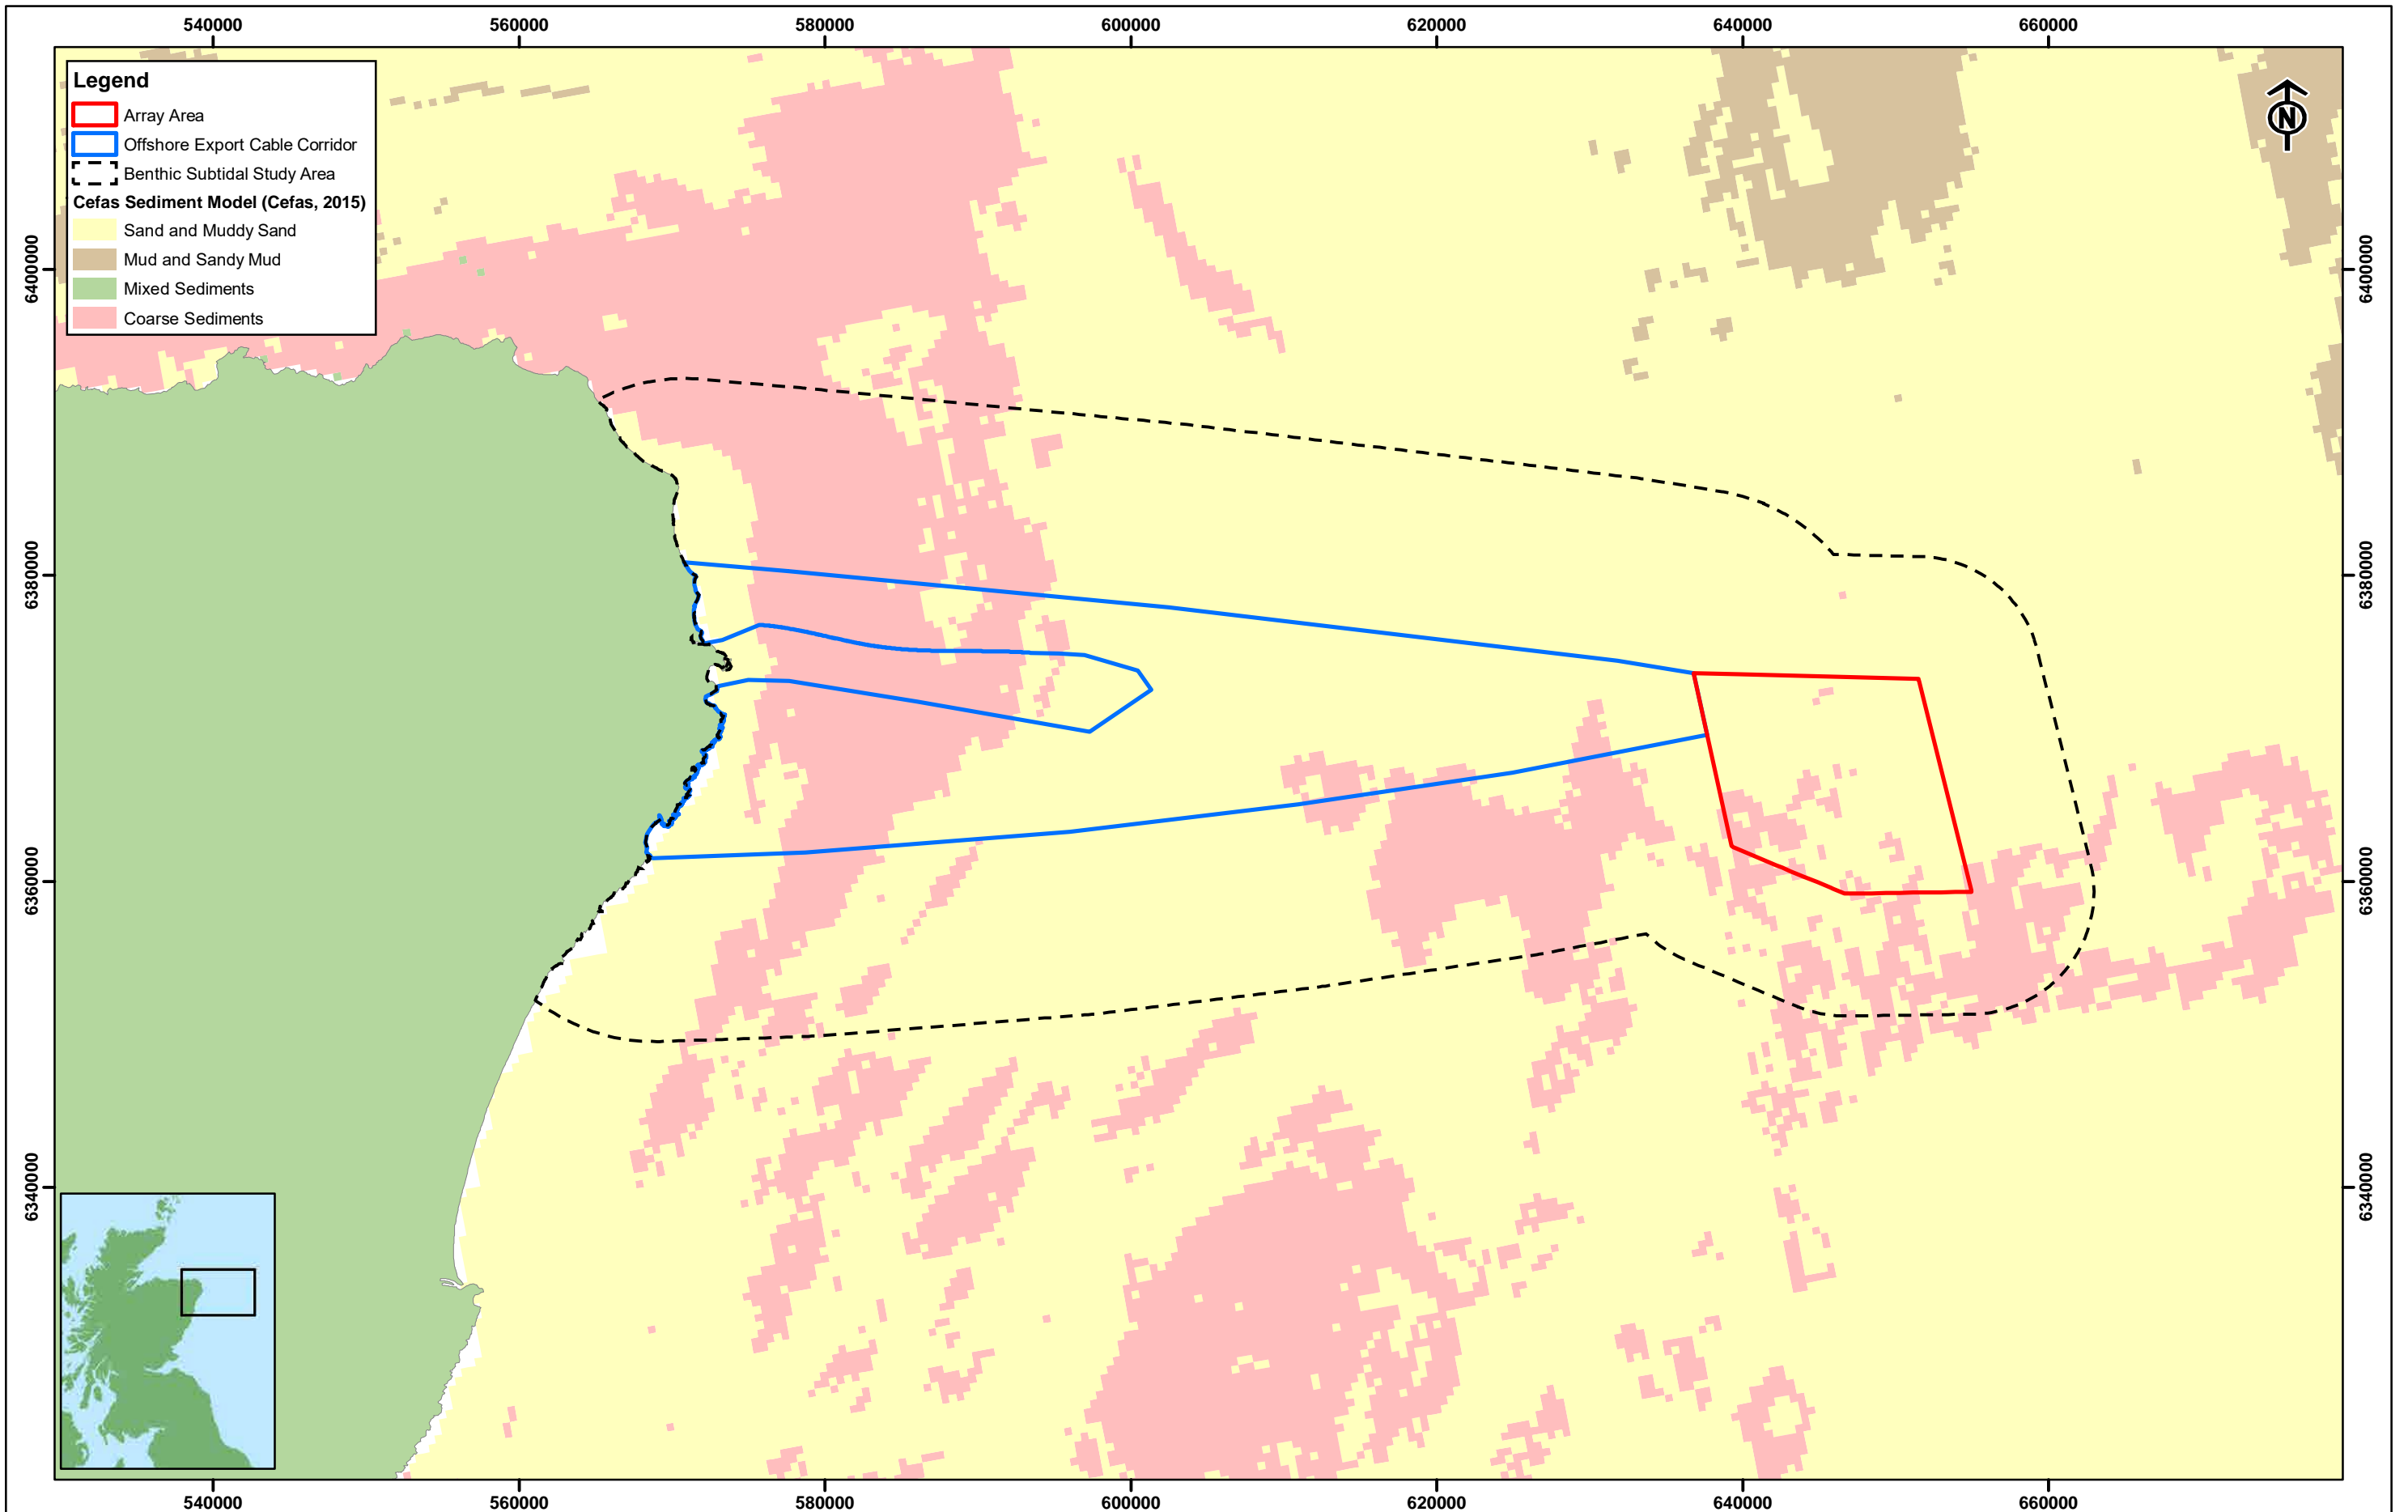 540000 560000 580000 600000 620000 640000 660000
Legend
Array Area
Offshore Export Cable Corridor
Benthic Subtidal Study Area
Cefas Sediment Model (Cefas, 2015)
Sand and Muddy Sand
Mud and Sandy Mud
Mixed Sediments
Coarse Sediments
N
6400000 6400000
6380000 6380000
6360000 6360000
6340000 6340000
540000 560000 580000 600000 620000 640000 660000